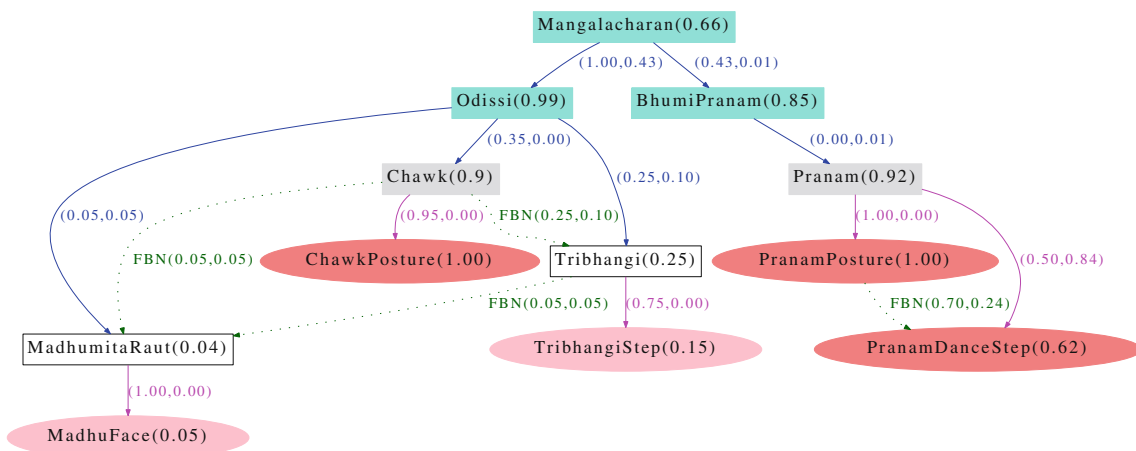 Mangalacharan(0.66)
(1.00,0.43)
(0.43,0.01)
Odissi(0.99)
BhumiPranam(0.85)
(0.35,0.00)
(0.00,0.01)
Chawk(0.9)
(0.25,0.10)
Pranam(0.92)
(0.05,0.05)
(0.95,0.00)
FBN(0.25,0.10)
(1.00,0.00)
FBN(0.05,0.05)
ChawkPosture(1.00)
Tribhangi(0.25)
PranamPosture(1.00)
(0.50,0.84)
FBN(0.05,0.05)
(0.75,0.00)
FBN(0.70,0.24)
MadhumitaRaut(0.04)
TribhangiStep(0.15)
PranamDanceStep(0.62)
(1.00,0.00)
MadhuFace(0.05)